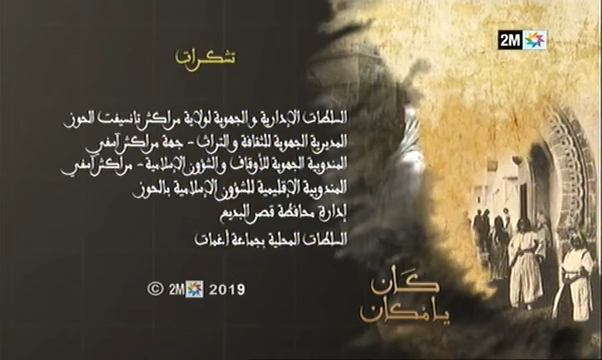 2M
تشكرات
السلطات الإدارية والجهوية لولاية مراكش تانسيفت الحوز
المديرية الجهوية للثقافة والتراث - جهة مراكش آسفي
المندوبية الجهوية للأوقاف والشؤون الإسلامية - مراكش آسفي
المندوبية الإقليمية للشؤون الإسلامية بالحوز
إدارة محافظة قصر البديع
السلطات المحلية بجماعة أغمات
كَان
يا مكان
© 2M 2019